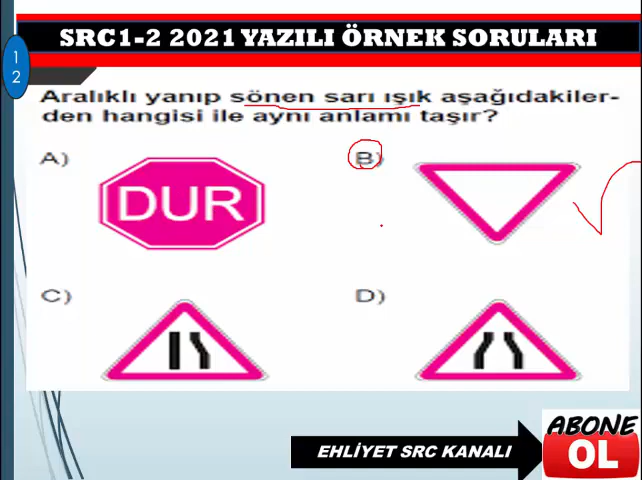 SRC1-2 2021 YAZILI ÖRNEK SORULARI
1
2
Aralıklı yanıp sönen sarı ışık aşağıdakiler-
den hangisi ile aynı anlamı taşır?
A)
B)
DUR
C)
D)
EHLİYET SRC KANALI
ABONE
OL